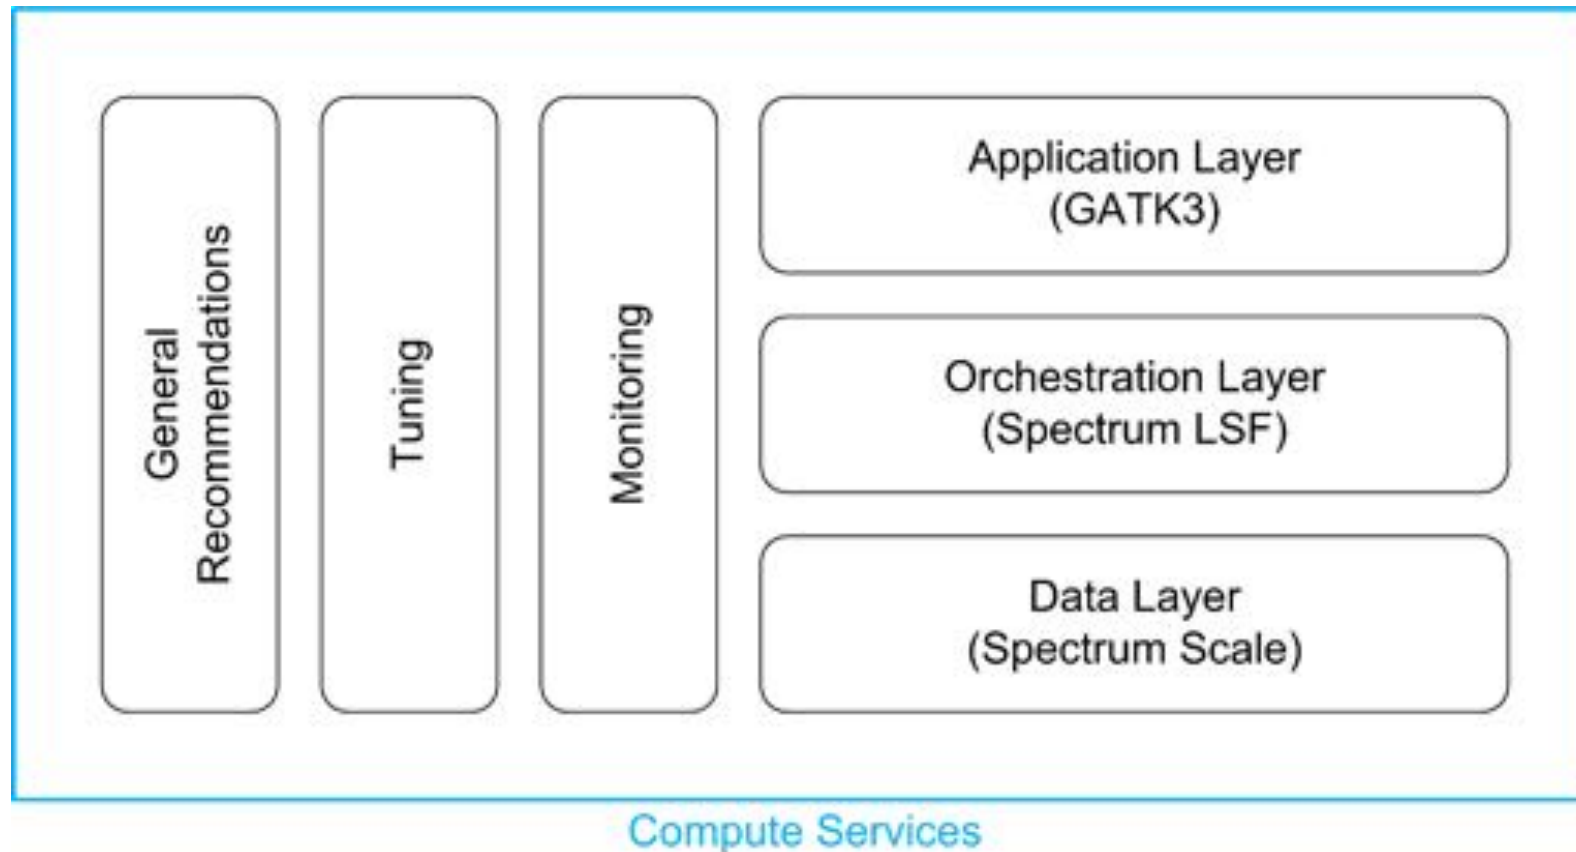 General
Recommendations
Tuning
Monitoring
Application Layer
(GATK3)
Orchestration Layer
(Spectrum LSF)
Data Layer
(Spectrum Scale)
Compute Services